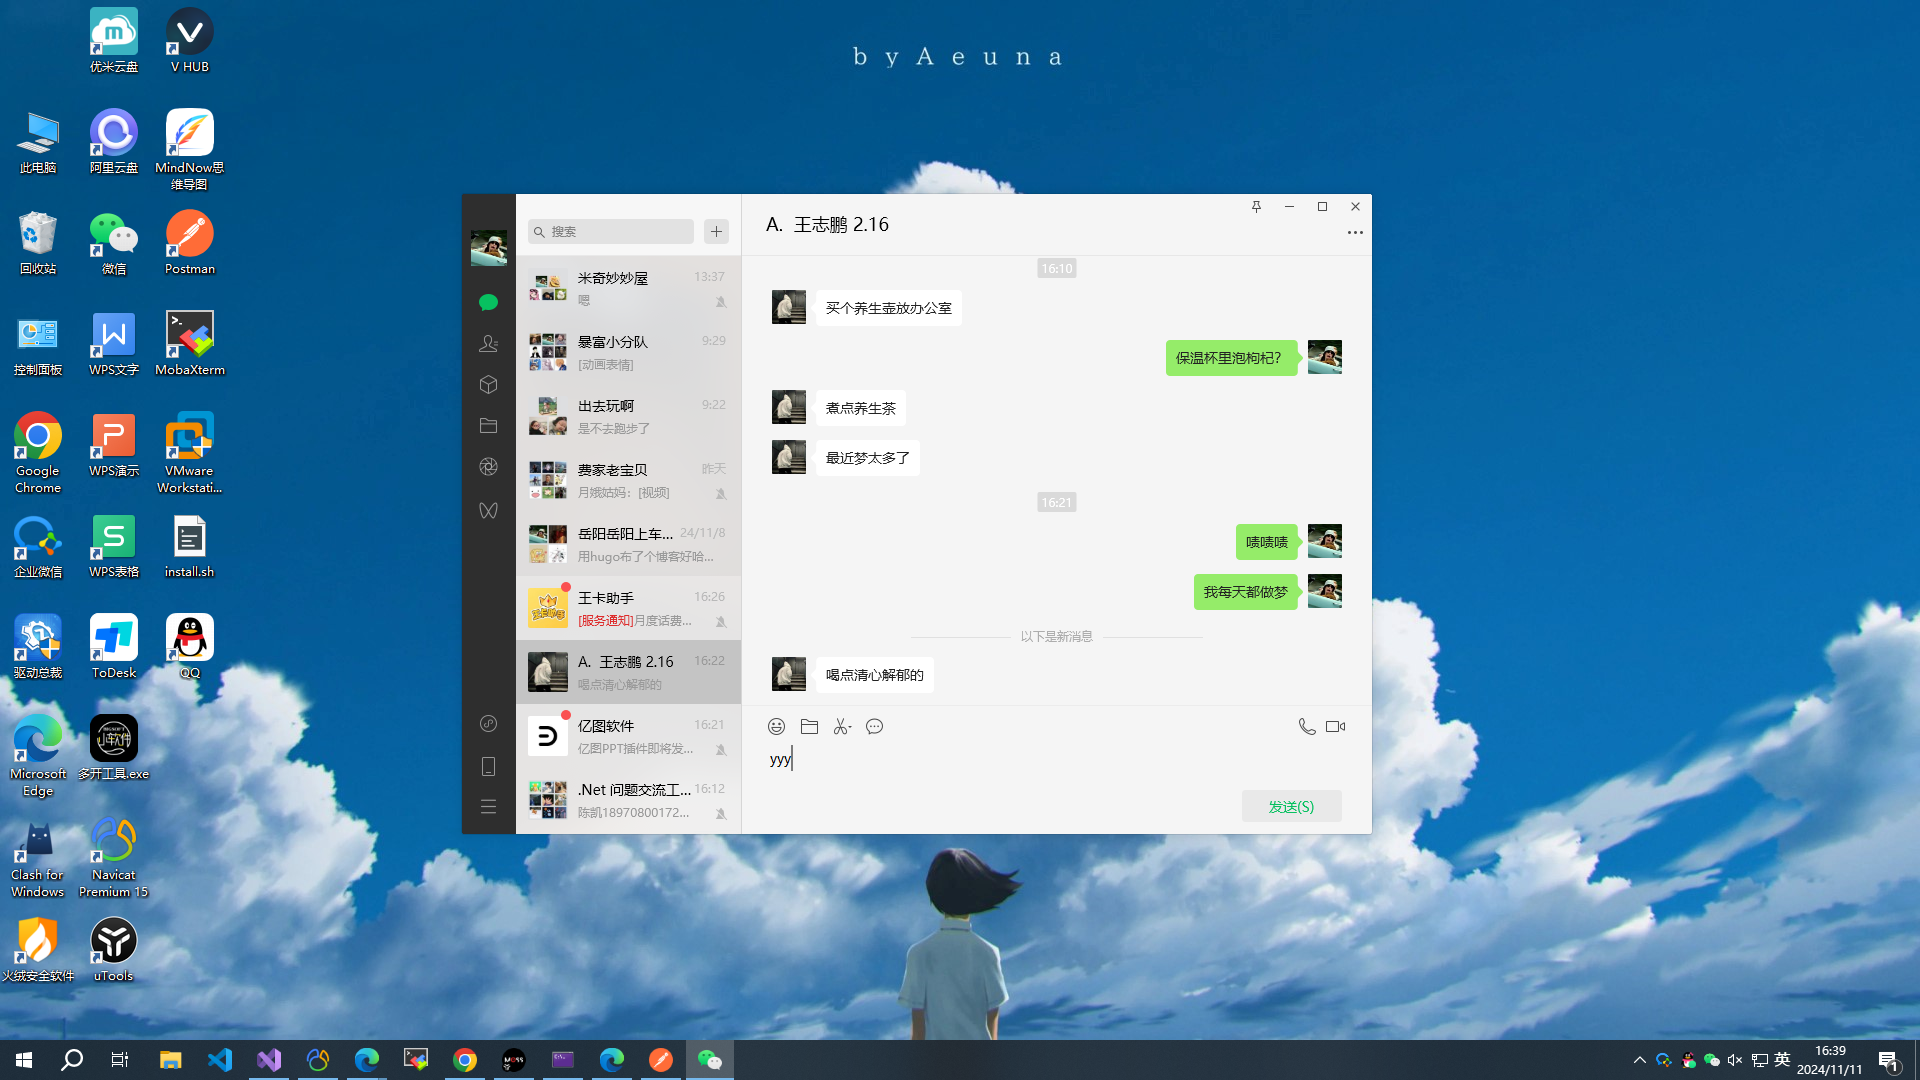 byAeuna
优米云盘
V HUB
此电脑
阿里云盘
MindNow思
维导图
回收站
微信
Postman
控制面板
WPS文字
MobaXterm
Google
Chrome
WPS演示
VMware
Workstati...
企业微信
WPS表格
install.sh
驱动总裁
ToDesk
QQ
Microsoft
Edge
多开工具.exe
Clash for
Windows
Navicat
Premium 15
火绒安全软件
uTools
搜索
米奇妙妙屋 13:37
嗯
暴富小分队 9:29
[动画表情]
出去玩啊 9:22
是不去跑步了
费家老宝贝 昨天
月娥姑妈: [视频]
岳阳岳阳上车... 24/11/8
用hugo布了个博客好哈...
王卡助手 16:26
[服务通知]月度话费...
A. 王志鹏 2.16 16:22
喝点清心解郁的
亿图软件 16:21
亿图PPT插件即将发...
.Net 问题交流工... 16:12
陈凯18970800172...
A. 王志鹏 2.16
16:10
买个养生壶放办公室
保温杯里泡枸杞?
煮点养生茶
最近梦太多了
16:21
啧啧啧
我每天都做梦
以下是新消息
喝点清心解郁的
yyy
发送(S)
英
16:39
2024/11/11
1